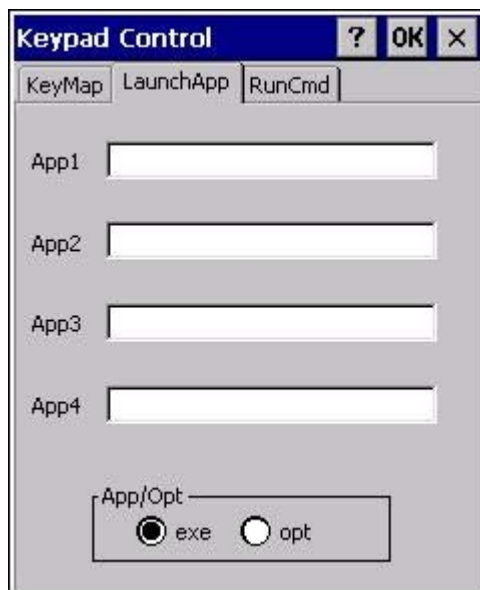 Keypad Control ? OK ×
KeyMap LaunchApp RunCmd
App1
App2
App3
App4
App/Opt
exe opt